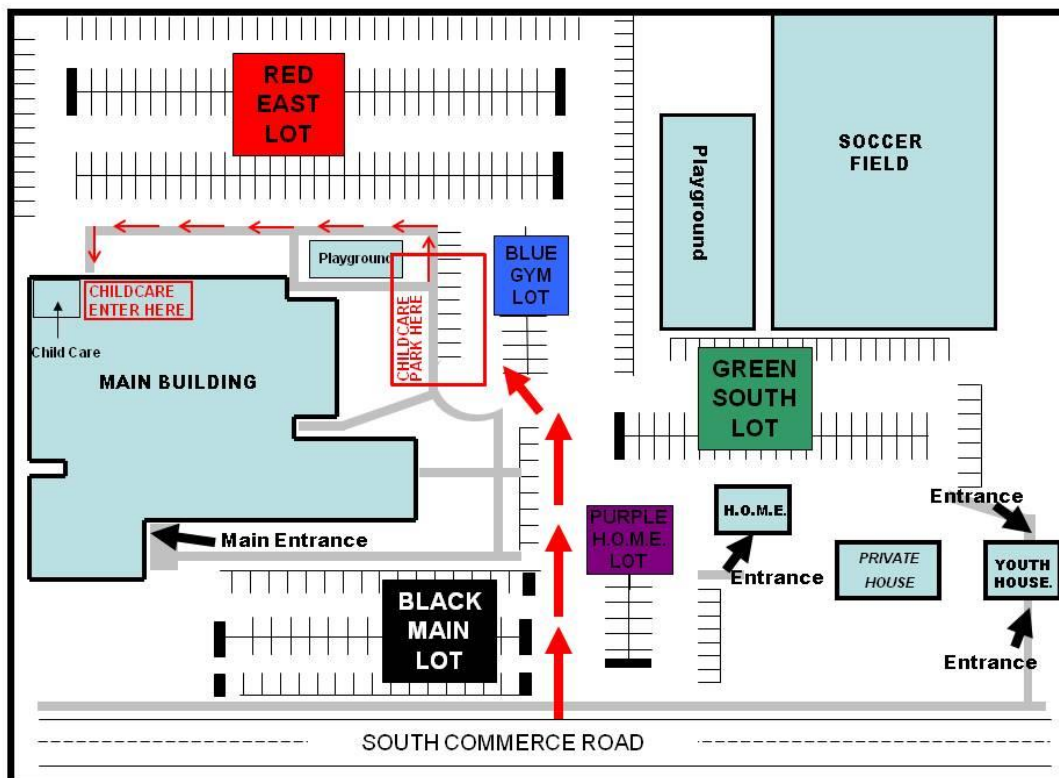 RED
EAST
LOT
SOCCER
FIELD
Playground
Playground
BLUE
GYM
LOT
CHILDCARE
ENTER HERE
CHILDCARE
PARK HERE
Child Care
MAIN BUILDING
GREEN
SOUTH
LOT
Entrance
H.O.M.E.
PURPLE
H.O.M.E.
LOT
Main Entrance
Entrance
PRIVATE
HOUSE
YOUTH
HOUSE.
BLACK
MAIN
LOT
Entrance
SOUTH COMMERCE ROAD